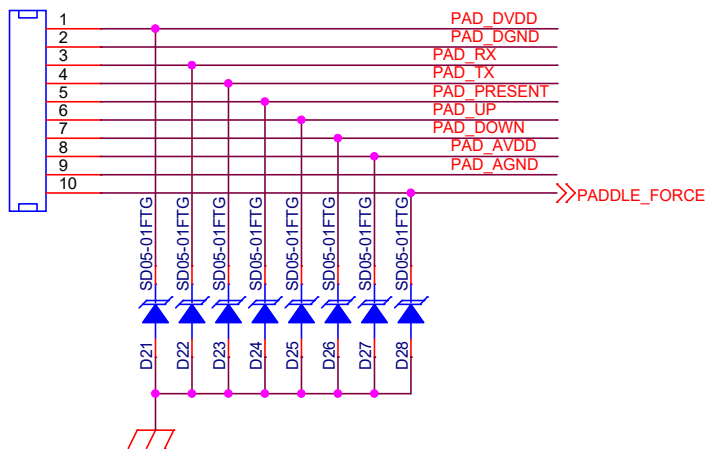 1 PAD_DVDD
2 PAD_DGND
3 PAD_RX
4 PAD_TX
5 PAD_PRESENT
6 PAD_UP
7 PAD_DOWN
8 PAD_AVDD
9 PAD_AGND
10 PADDLE_FORCE
SD05-01FTG
SD05-01FTG
SD05-01FTG
SD05-01FTG
SD05-01FTG
SD05-01FTG
SD05-01FTG
SD05-01FTG
D21
D22
D23
D24
D25
D26
D27
D28